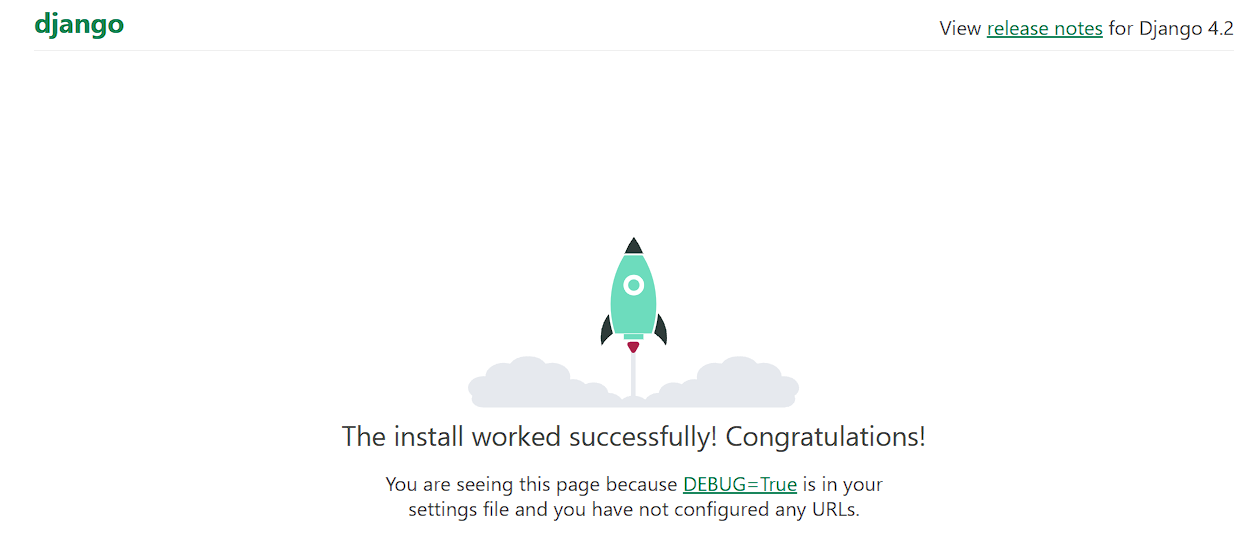 django
View release notes for Django 4.2
The install worked successfully! Congratulations!
You are seeing this page because DEBUG=True is in your
settings file and you have not configured any URLs.